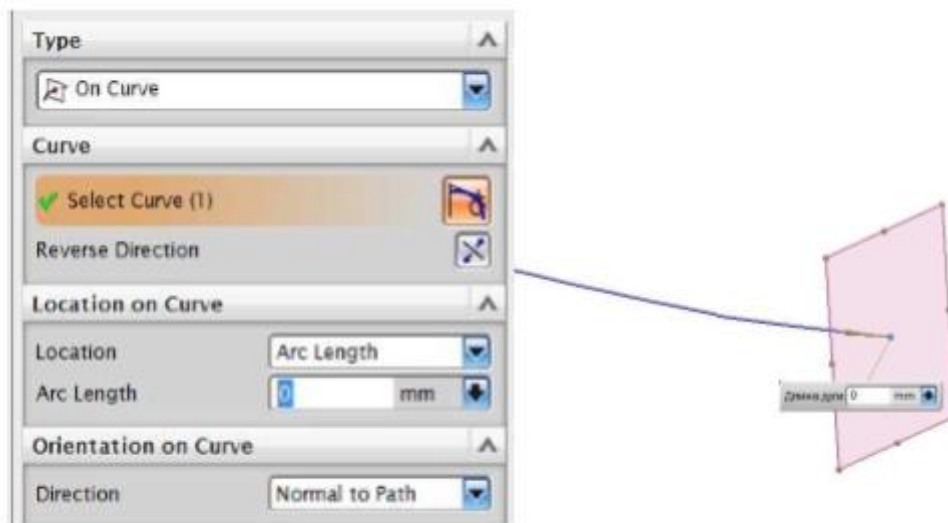 Type
On Curve
Curve
Select Curve (1)
Reverse Direction
Location on Curve
Location Arc Length
Arc Length 0 mm
Длина дуги 0 mm
Orientation on Curve
Direction Normal to Path